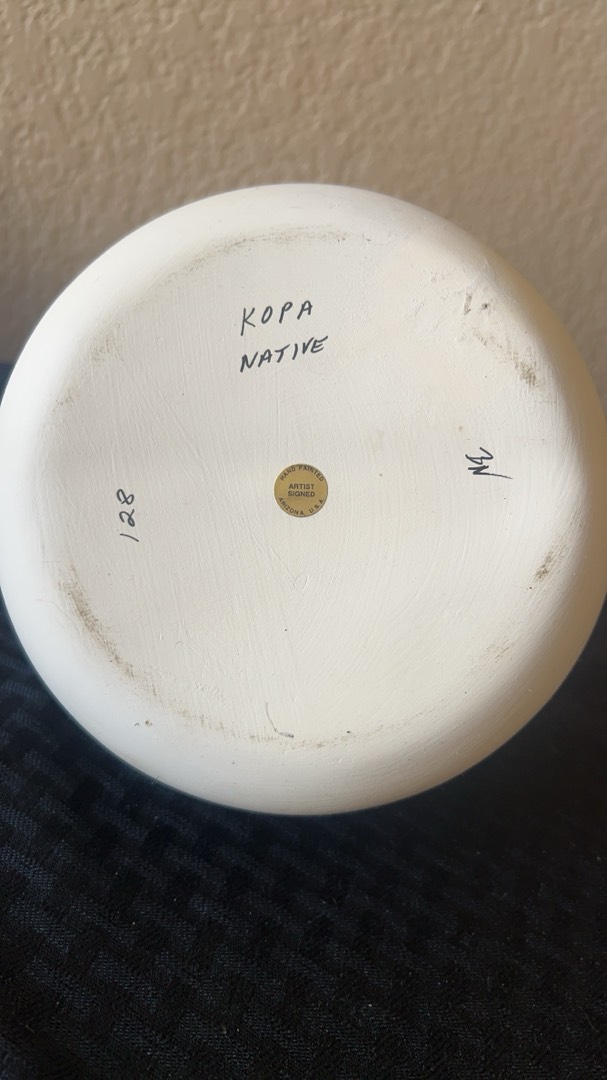 KOPA
NATIVE
HAND PAINTED
ARTIST
SIGNED
ARIZONA U.S.A
128